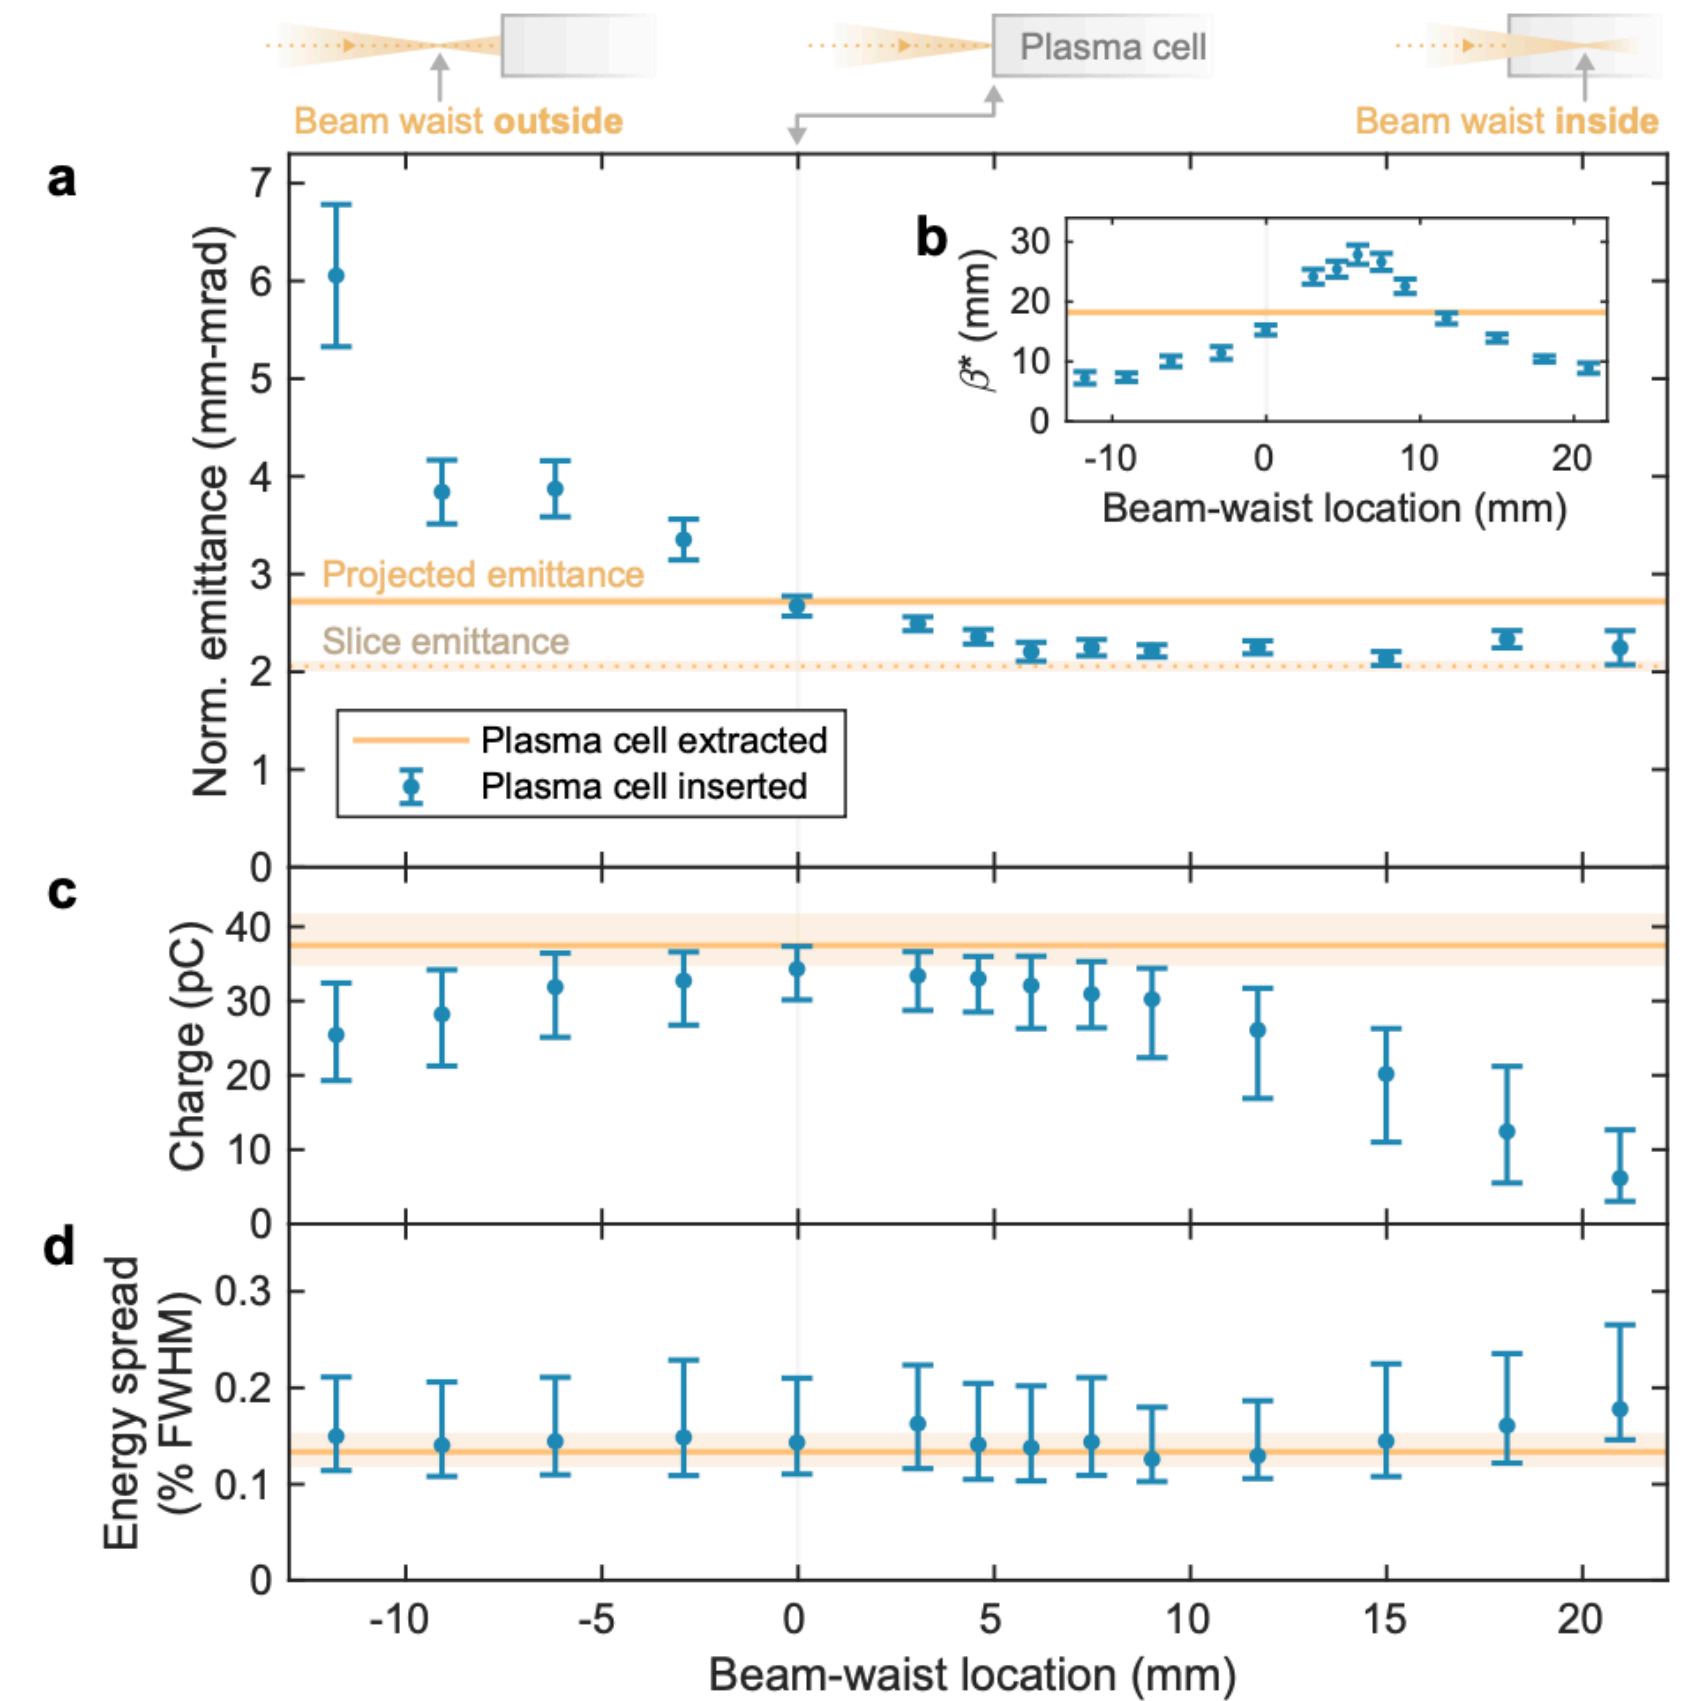 Plasma cell
Beam waist outside
Beam waist inside
a
7
6
5
4
3
2
1
0
Norm. emittance (mm-mrad)
Projected emittance
Slice emittance
Plasma cell extracted
Plasma cell inserted
b
30
20
10
0
β* (mm)
-10 0 10 20
Beam-waist location (mm)
c
40
30
20
10
0
Charge (pC)
d
0.3
0.2
0.1
0
Energy spread
(% FWHM)
-10 -5 0 5 10 15 20
Beam-waist location (mm)